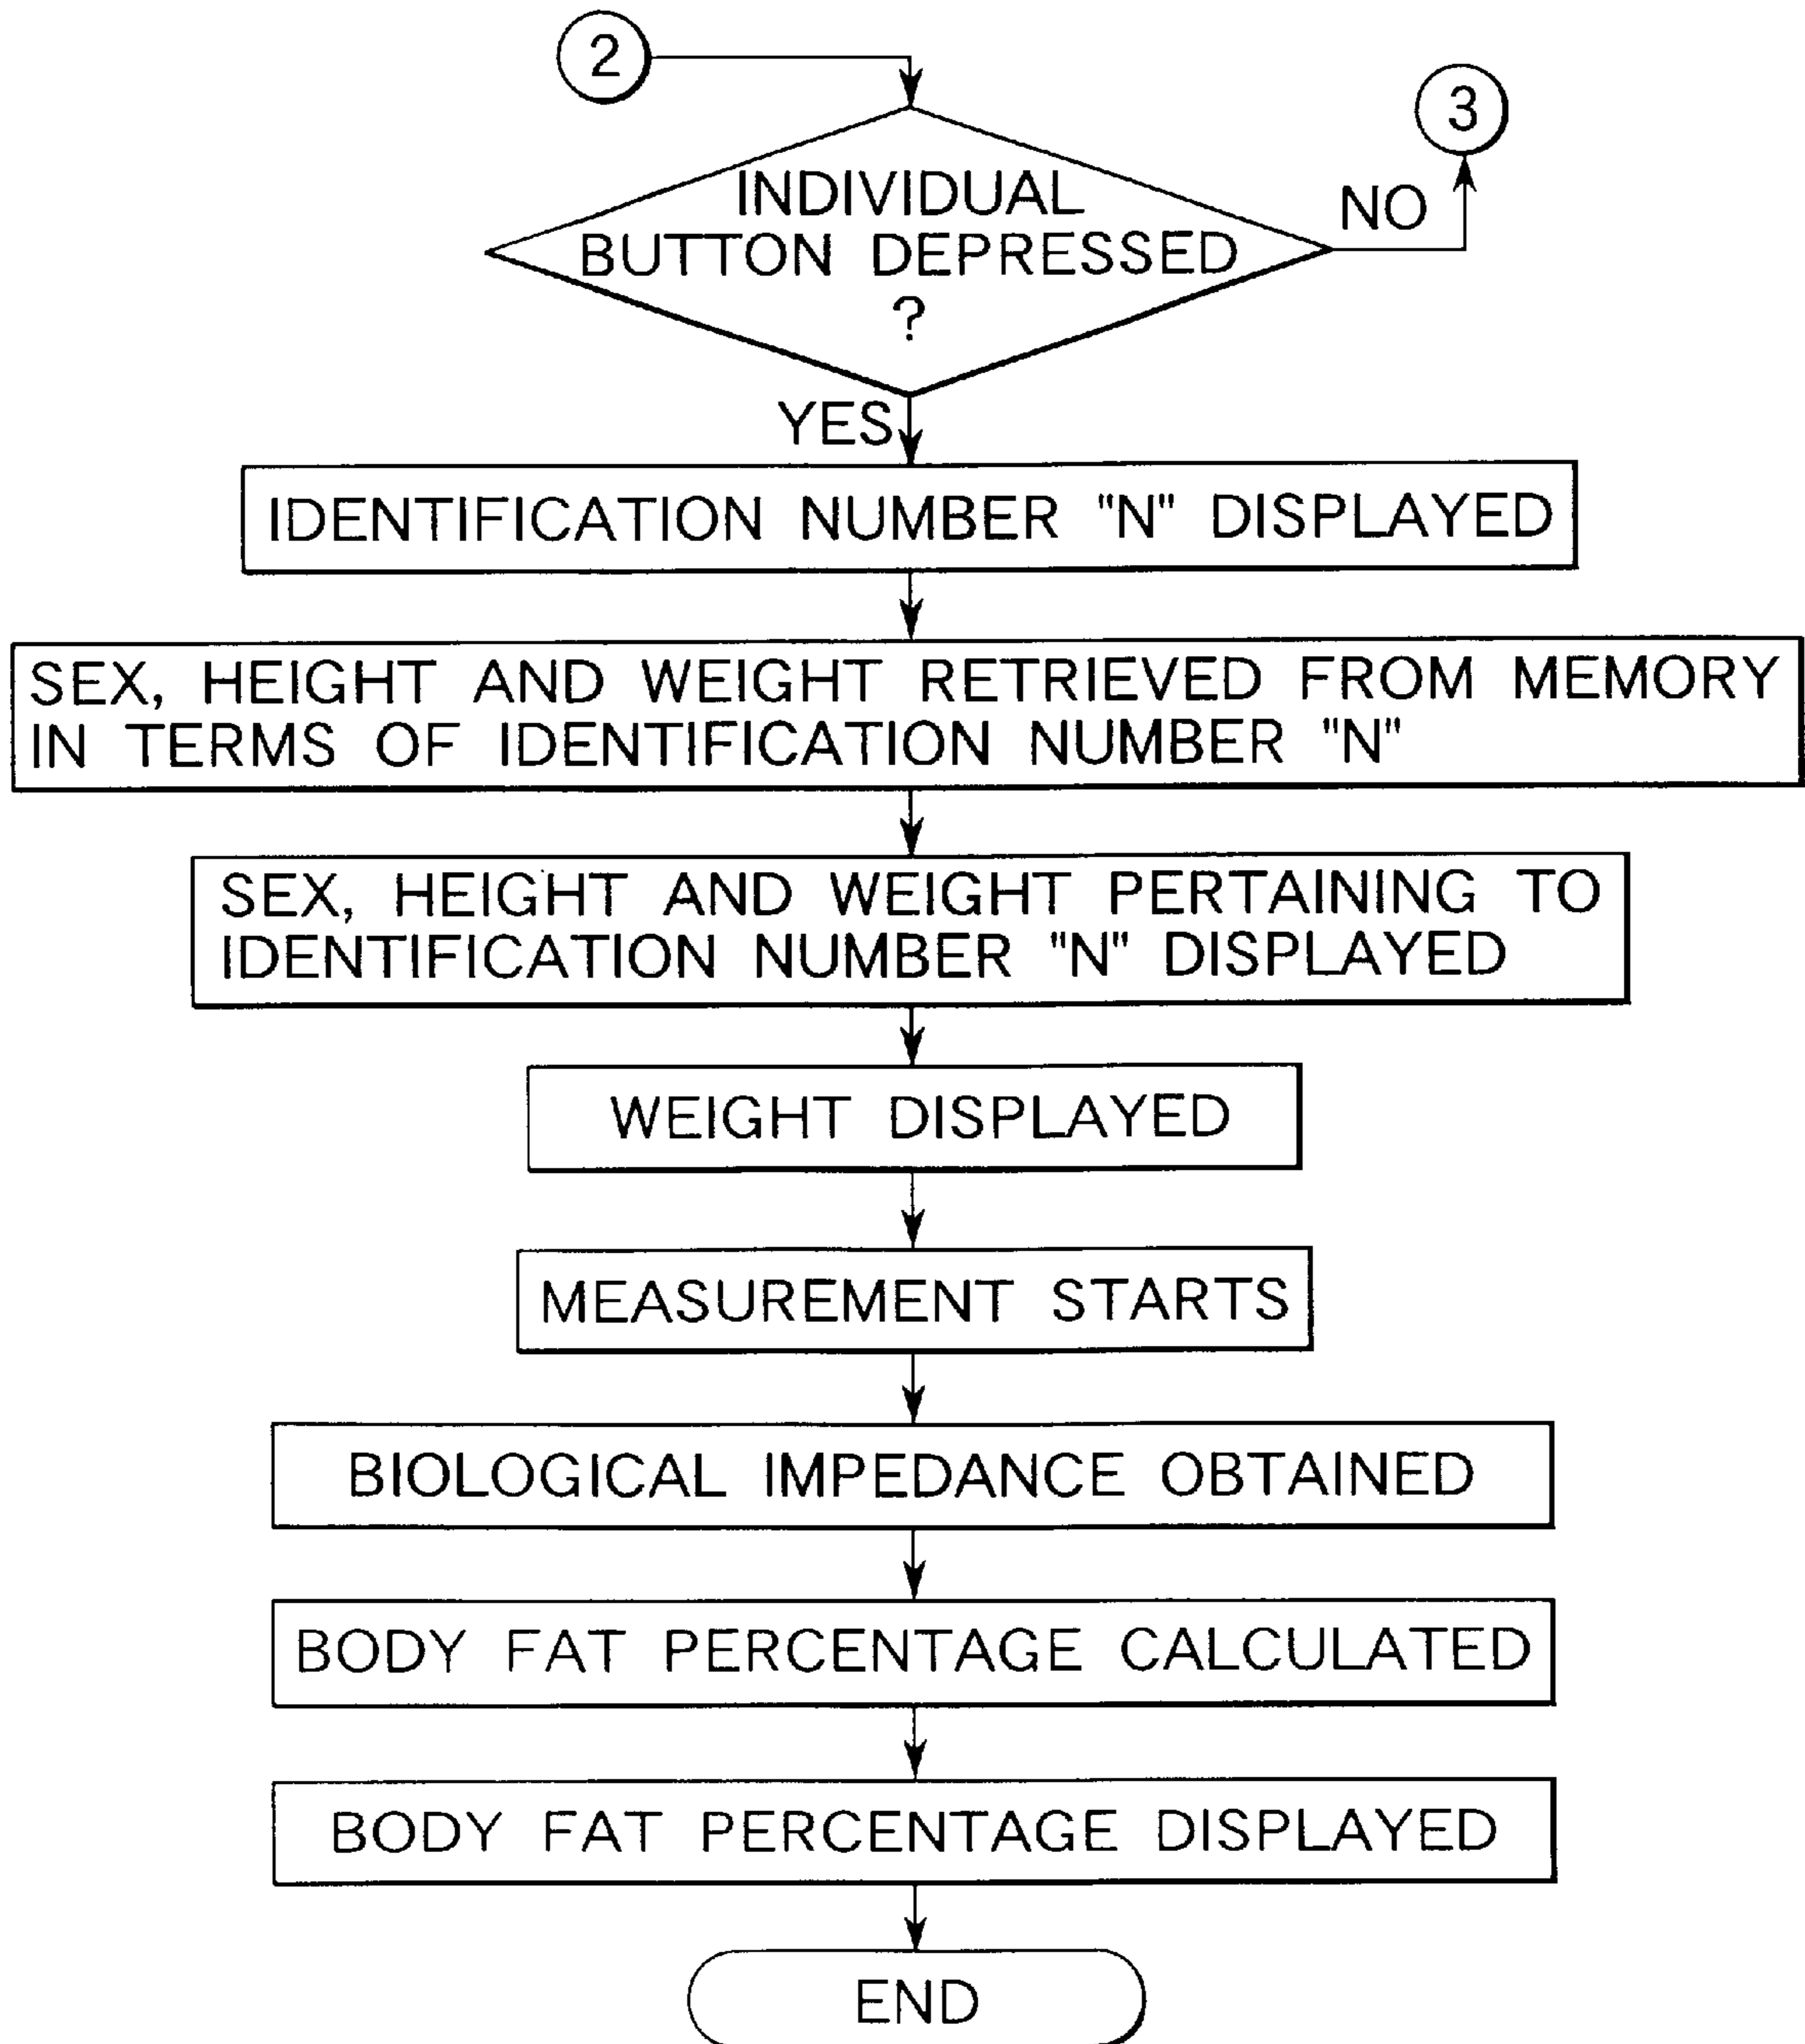 2
3
INDIVIDUAL
BUTTON DEPRESSED
?
NO
YES
IDENTIFICATION NUMBER "N" DISPLAYED
SEX, HEIGHT AND WEIGHT RETRIEVED FROM MEMORY
IN TERMS OF IDENTIFICATION NUMBER "N"
SEX, HEIGHT AND WEIGHT PERTAINING TO
IDENTIFICATION NUMBER "N" DISPLAYED
WEIGHT DISPLAYED
MEASUREMENT STARTS
BIOLOGICAL IMPEDANCE OBTAINED
BODY FAT PERCENTAGE CALCULATED
BODY FAT PERCENTAGE DISPLAYED
END